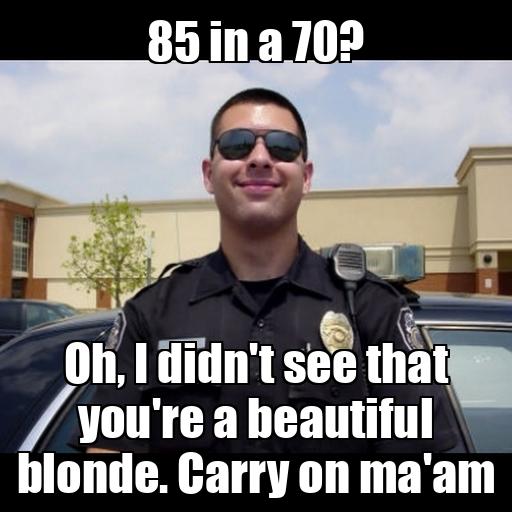 85 in a 70?
Oh, I didn't see that
you're a beautiful
blonde. Carry on ma'am